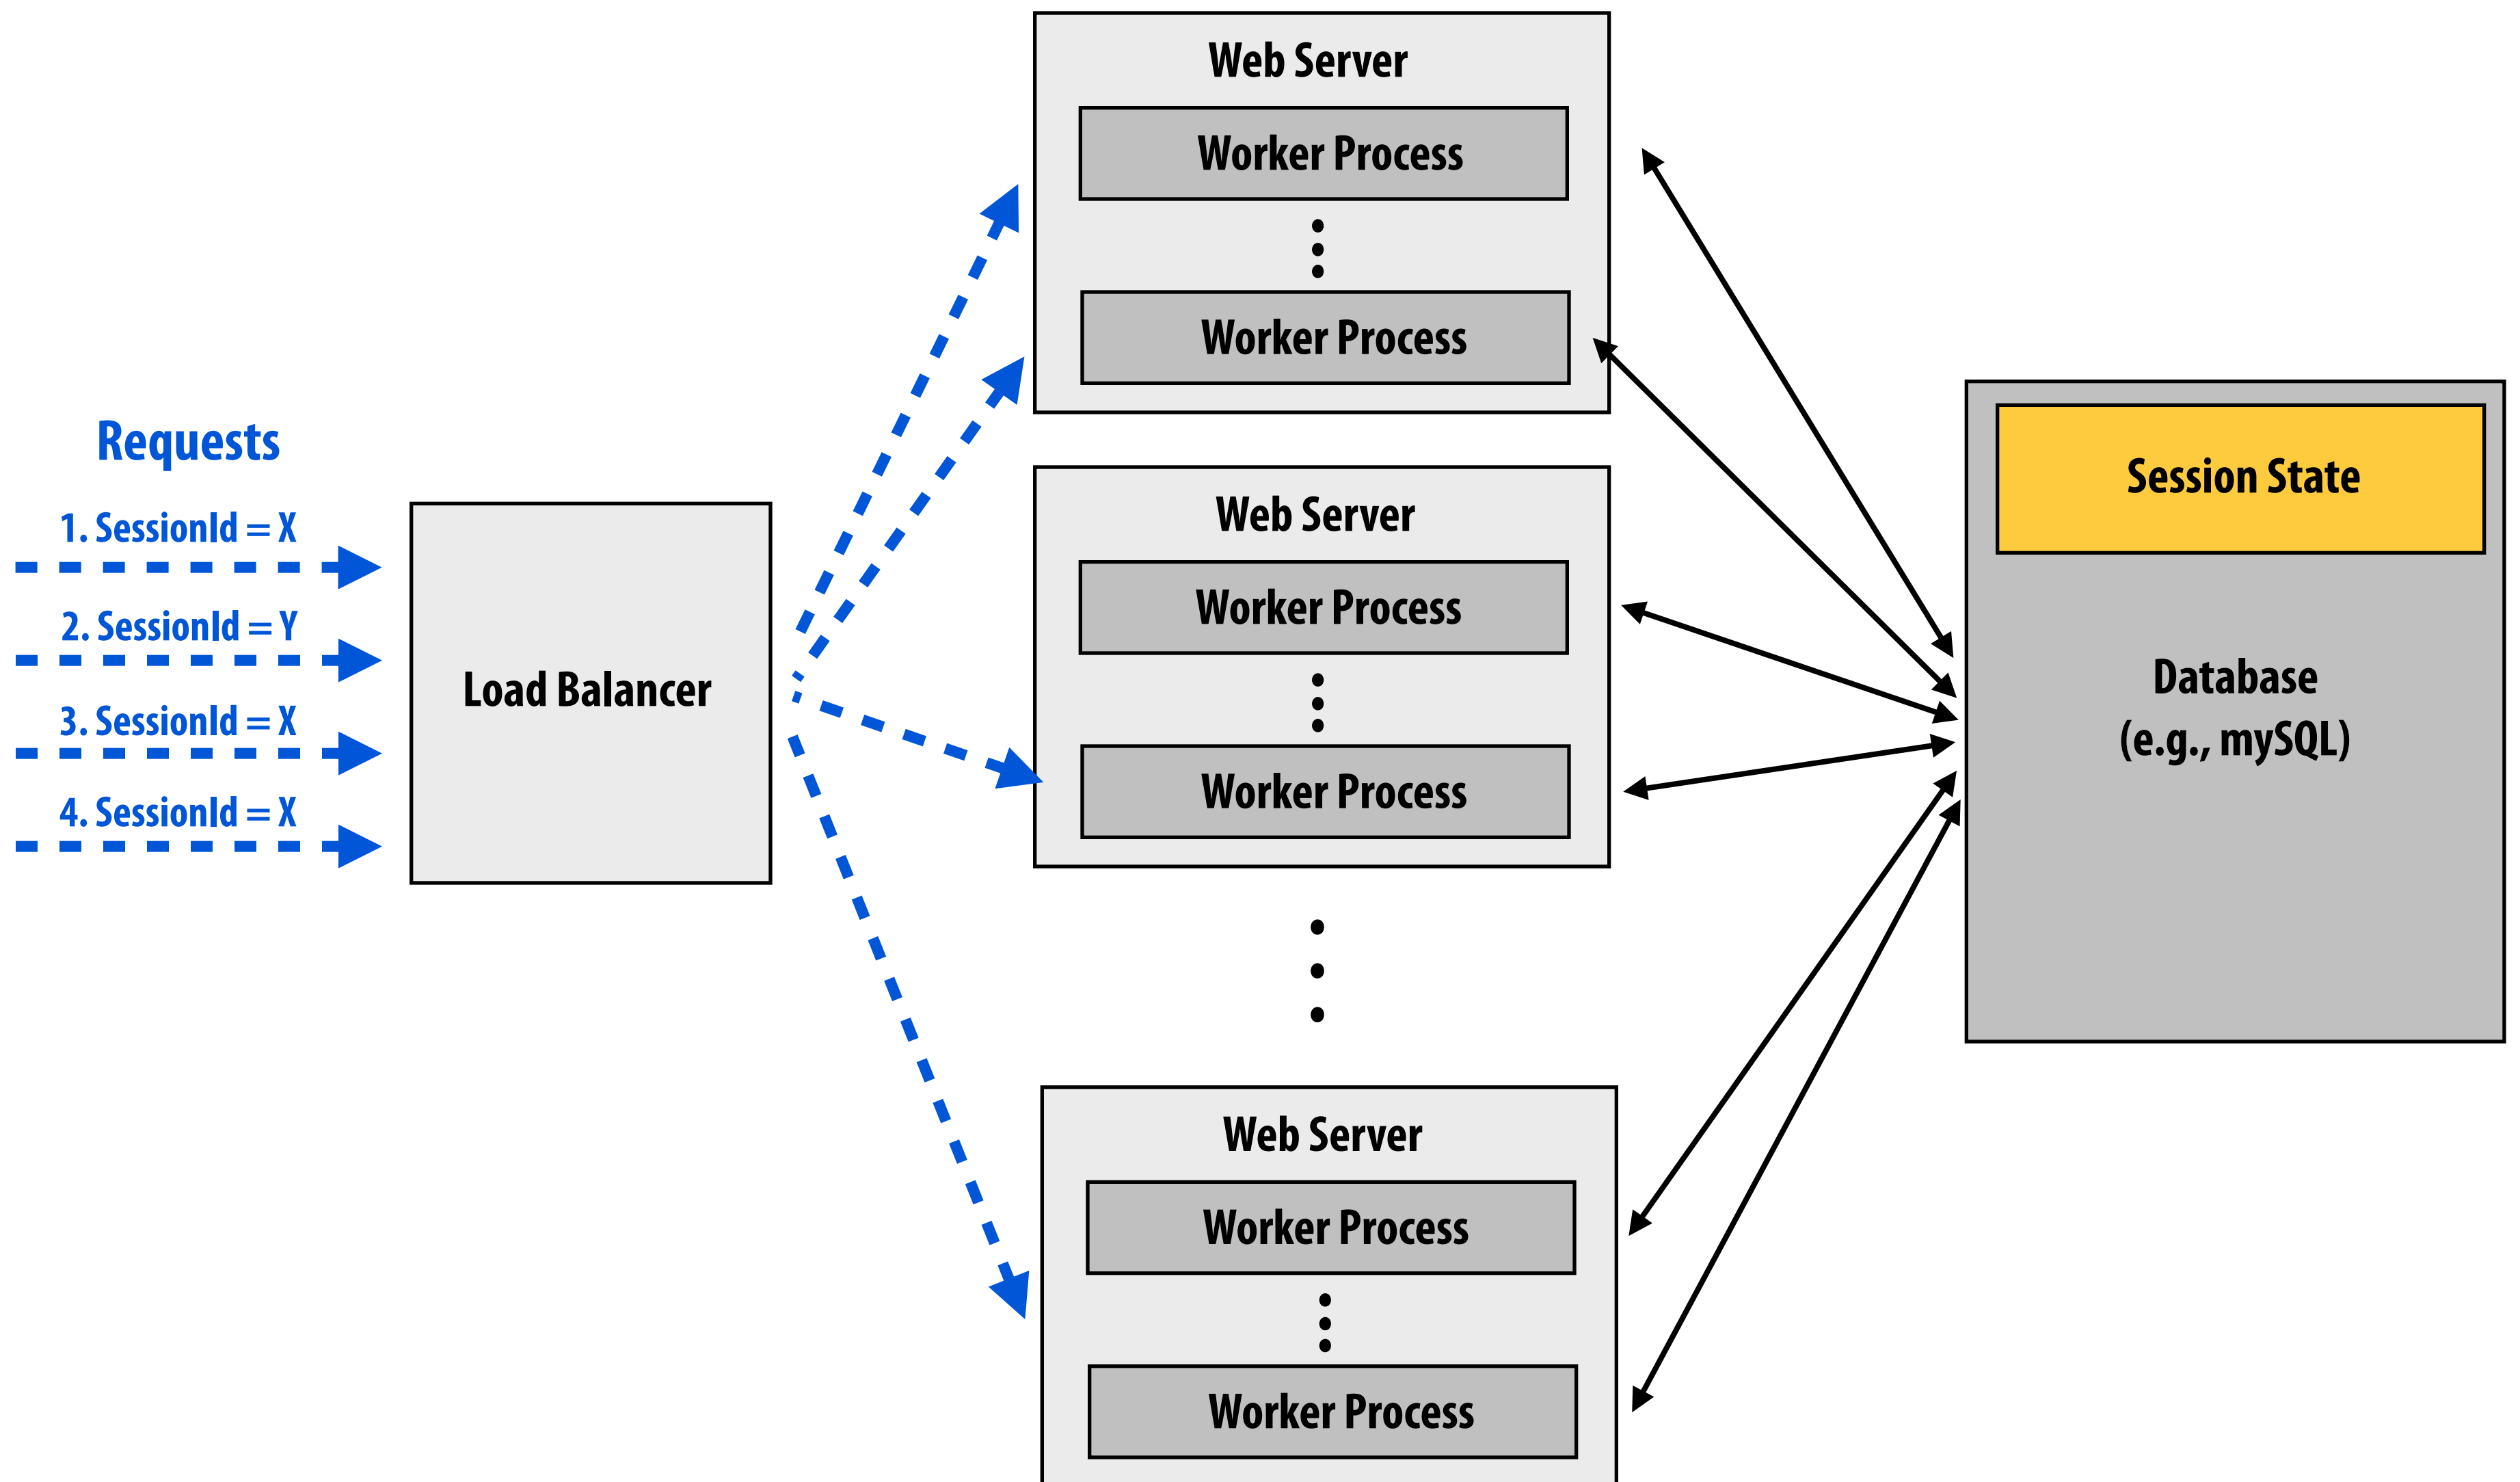 Requests
1. SessionId = X
2. SessionId = Y
3. SessionId = X
4. SessionId = X
Load Balancer
Web Server
Worker Process
Worker Process
Web Server
Worker Process
Worker Process
Web Server
Worker Process
Worker Process
Session State
Database
(e.g., mySQL)